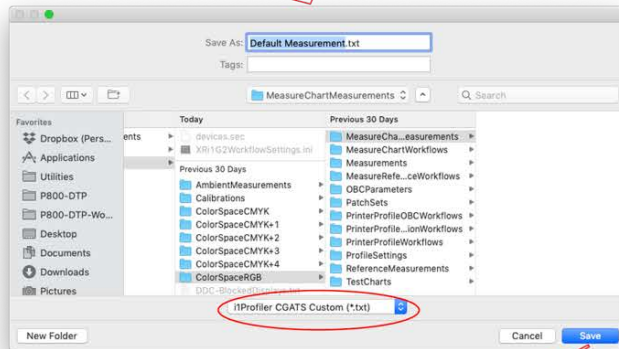 Save As: Default Measurement.txt
Tags:
MeasureChartMeasurements
Search
Favorites
Dropbox (Pers...
Applications
Utilities
P800-DTP
P800-DTP-Wo...
Desktop
Documents
Downloads
Pictures
ents
Today
devices.sec
XRi1G2WorkflowSettings.ini
Previous 30 Days
AmbientMeasurements
Calibrations
ColorSpaceCMYK
ColorSpaceCMYK+1
ColorSpaceCMYK+2
ColorSpaceCMYK+3
ColorSpaceCMYK+4
ColorSpaceRGB
DDC-BlockedDisplays.txt
Previous 30 Days
MeasureCha...easurements
MeasureChartWorkflows
Measurements
MeasureRefe...ceWorkflows
OBCParameters
PatchSets
PrinterProfileOBCWorkflows
PrinterProfile...ionWorkflows
PrinterProfileWorkflows
ProfileSettings
ReferenceMeasurements
TestCharts
i1Profiler CGATS Custom (*.txt)
New Folder
Cancel
Save